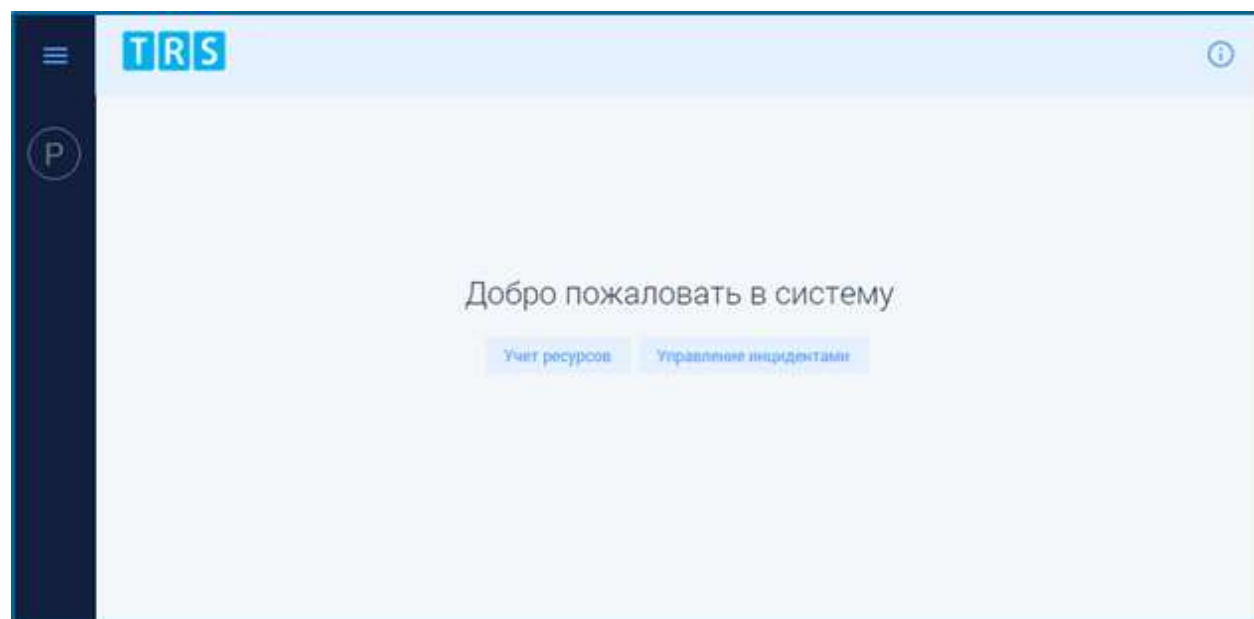 TRS
P
Добро пожаловать в систему
Учет ресурсов
Управление инцидентами